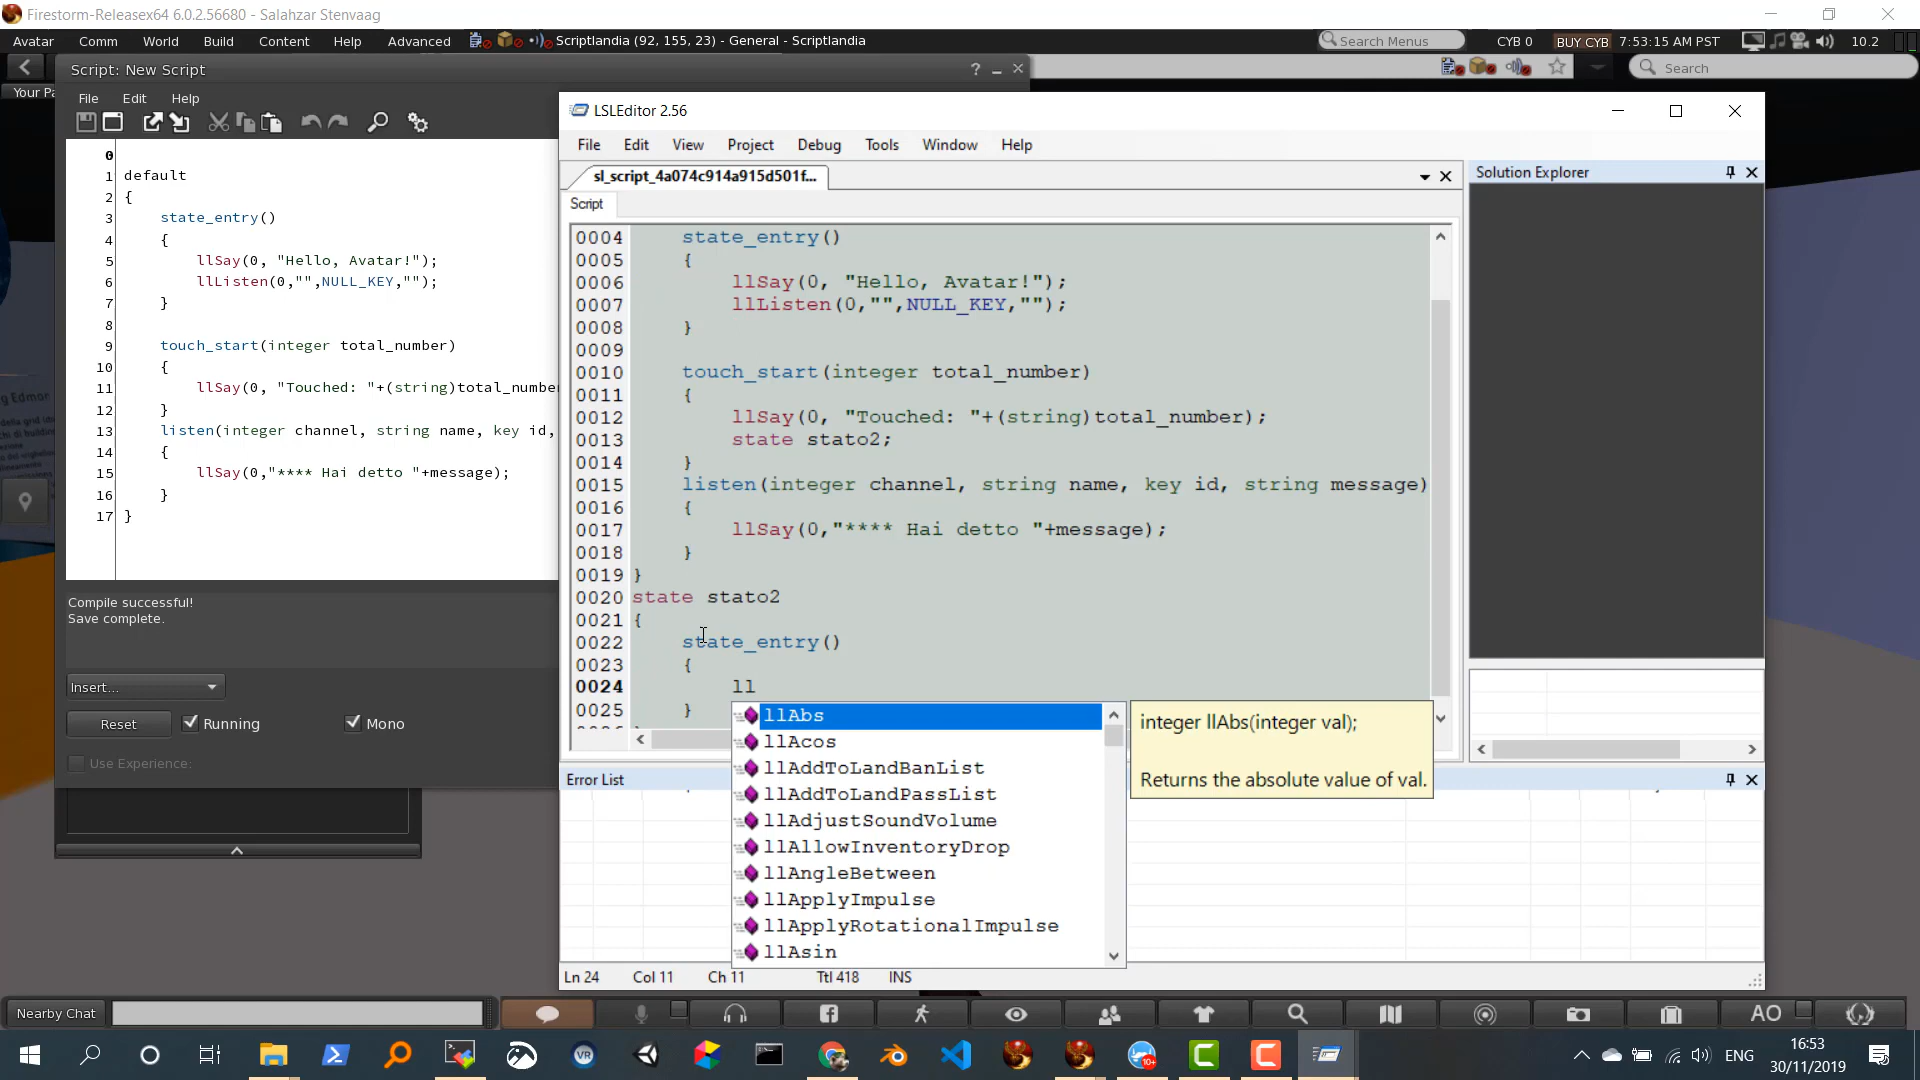 Firestorm-Releasex64 6.0.2.56680 - Salahzar Stenvaag
Avatar Comm World Build Content Help Advanced Scriptlandia (92, 155, 23) - General - Scriptlandia Search Menus CYB 0 BUY CYB 7:53:15 AM PST 10.2
Search
Your Pa
Script: New Script
File Edit Help
0
1 default
2 {
3 state_entry()
4 {
5 llSay(0, "Hello, Avatar!");
6 llListen(0,"",NULL_KEY,"");
7 }
8
9 touch_start(integer total_number)
10 {
11 llSay(0, "Touched: "+(string)total_number
12 }
13 listen(integer channel, string name, key id,
14 {
15 llSay(0,"**** Hai detto "+message);
16 }
17 }
Compile successful!
Save complete.
Insert...
Reset Running Mono
Use Experience:
LSLEditor 2.56
File Edit View Project Debug Tools Window Help
sl_script_4a074c914a915d501f...
Script
0004 state_entry()
0005 {
0006 llSay(0, "Hello, Avatar!");
0007 llListen(0,"",NULL_KEY,"");
0008 }
0009
0010 touch_start(integer total_number)
0011 {
0012 llSay(0, "Touched: "+(string)total_number);
0013 state stato2;
0014 }
0015 listen(integer channel, string name, key id, string message)
0016 {
0017 llSay(0,"**** Hai detto "+message);
0018 }
0019 }
0020 state stato2
0021 {
0022 state_entry()
0023 {
0024 ll
0025 }
llAbs
llAcos
llAddToLandBanList
llAddToLandPassList
llAdjustSoundVolume
llAllowInventoryDrop
llAngleBetween
llApplyImpulse
llApplyRotationalImpulse
llAsin
integer llAbs(integer val);
Returns the absolute value of val.
Solution Explorer
Error List
Ln 24 Col 11 Ch 11 Ttl 418 INS
g Edmor
Nearby Chat
AO
10+
ENG
16:53
30/11/2019